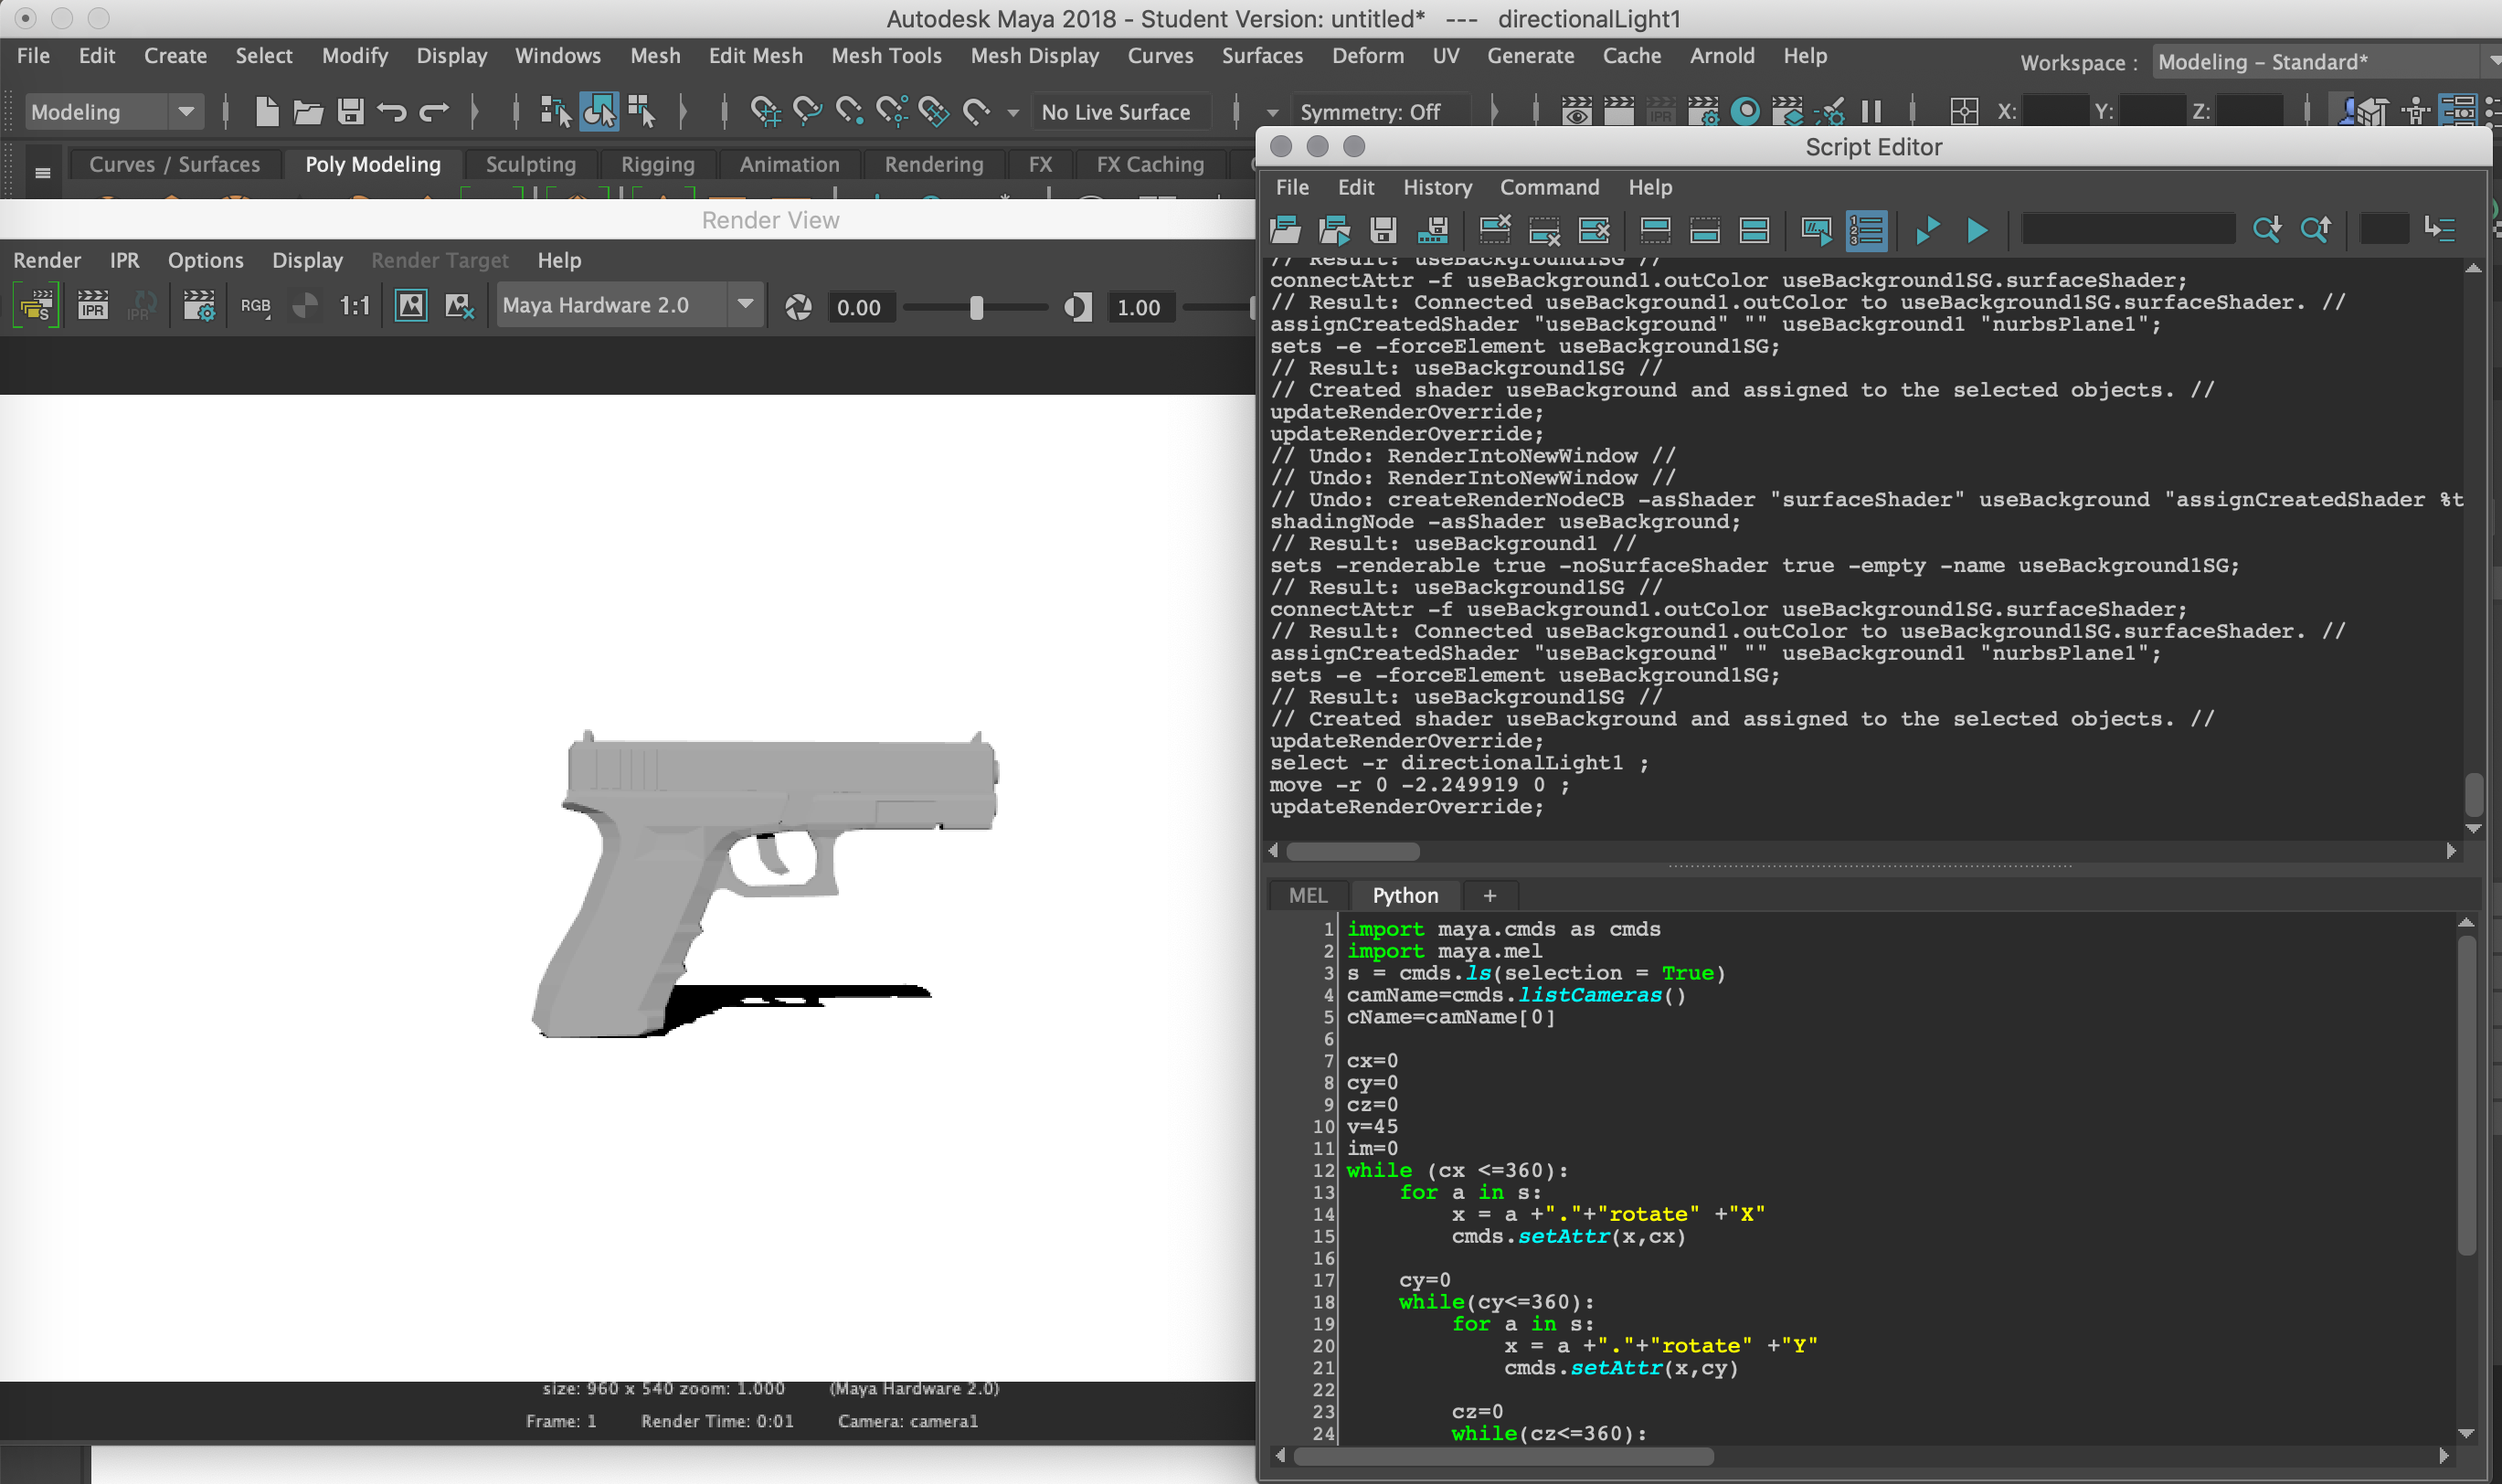 Autodesk Maya 2018 - Student Version: untitled*   ---   directionalLight1
File Edit Create Select Modify Display Windows Mesh Edit Mesh Mesh Tools Mesh Display Curves Surfaces Deform UV Generate Cache Arnold Help
Workspace : Modeling - Standard*
Modeling No Live Surface Symmetry: Off IPR X: Y: Z:
Curves / Surfaces Poly Modeling Sculpting Rigging Animation Rendering FX FX Caching
Render View
Render IPR Options Display Render Target Help
S IPR IPR RGB 1:1 Maya Hardware 2.0 0.00 1.00
size: 960 x 540 zoom: 1.000 (Maya Hardware 2.0)
Frame: 1 Render Time: 0:01 Camera: camera1
Script Editor
File Edit History Command Help
// Result: useBackground1SG //
connectAttr -f useBackground1.outColor useBackground1SG.surfaceShader;
// Result: Connected useBackground1.outColor to useBackground1SG.surfaceShader. //
assignCreatedShader "useBackground" "" useBackground1 "nurbsPlane1";
sets -e -forceElement useBackground1SG;
// Result: useBackground1SG //
// Created shader useBackground and assigned to the selected objects. //
updateRenderOverride;
updateRenderOverride;
// Undo: RenderIntoNewWindow //
// Undo: RenderIntoNewWindow //
// Undo: createRenderNodeCB -asShader "surfaceShader" useBackground "assignCreatedShader %t
shadingNode -asShader useBackground;
// Result: useBackground1 //
sets -renderable true -noSurfaceShader true -empty -name useBackground1SG;
// Result: useBackground1SG //
connectAttr -f useBackground1.outColor useBackground1SG.surfaceShader;
// Result: Connected useBackground1.outColor to useBackground1SG.surfaceShader. //
assignCreatedShader "useBackground" "" useBackground1 "nurbsPlane1";
sets -e -forceElement useBackground1SG;
// Result: useBackground1SG //
// Created shader useBackground and assigned to the selected objects. //
updateRenderOverride;
select -r directionalLight1 ;
move -r 0 -2.249919 0 ;
updateRenderOverride;
MEL Python +
1 import maya.cmds as cmds
2 import maya.mel
3 s = cmds.ls(selection = True)
4 camName=cmds.listCameras()
5 cName=camName[0]
6
7 cx=0
8 cy=0
9 cz=0
10 v=45
11 im=0
12 while (cx <=360):
13     for a in s:
14         x = a +"."+"rotate" +"X"
15         cmds.setAttr(x,cx)
16
17     cy=0
18     while(cy<=360):
19         for a in s:
20             x = a +"."+"rotate" +"Y"
21             cmds.setAttr(x,cy)
22
23         cz=0
24         while(cz<=360):